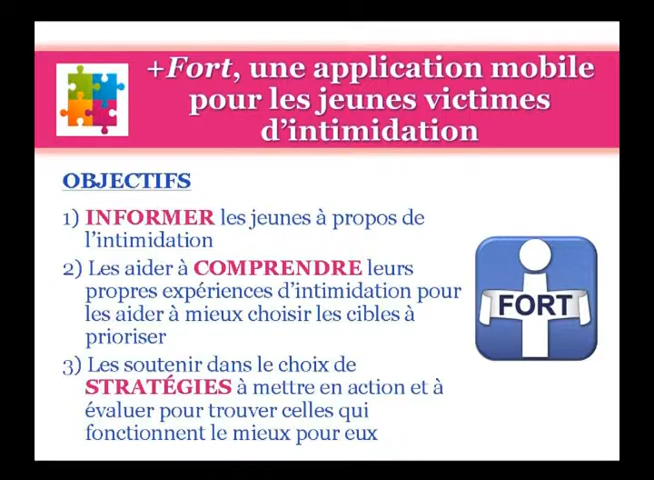 +Fort, une application mobile
pour les jeunes victimes
d'intimidation
OBJECTIFS
1) INFORMER les jeunes à propos de
l'intimidation
2) Les aider à COMPRENDRE leurs
propres expériences d'intimidation pour
les aider à mieux choisir les cibles à
prioriser
3) Les soutenir dans le choix de
STRATÉGIES à mettre en action et à
évaluer pour trouver celles qui
fonctionnent le mieux pour eux
FORT